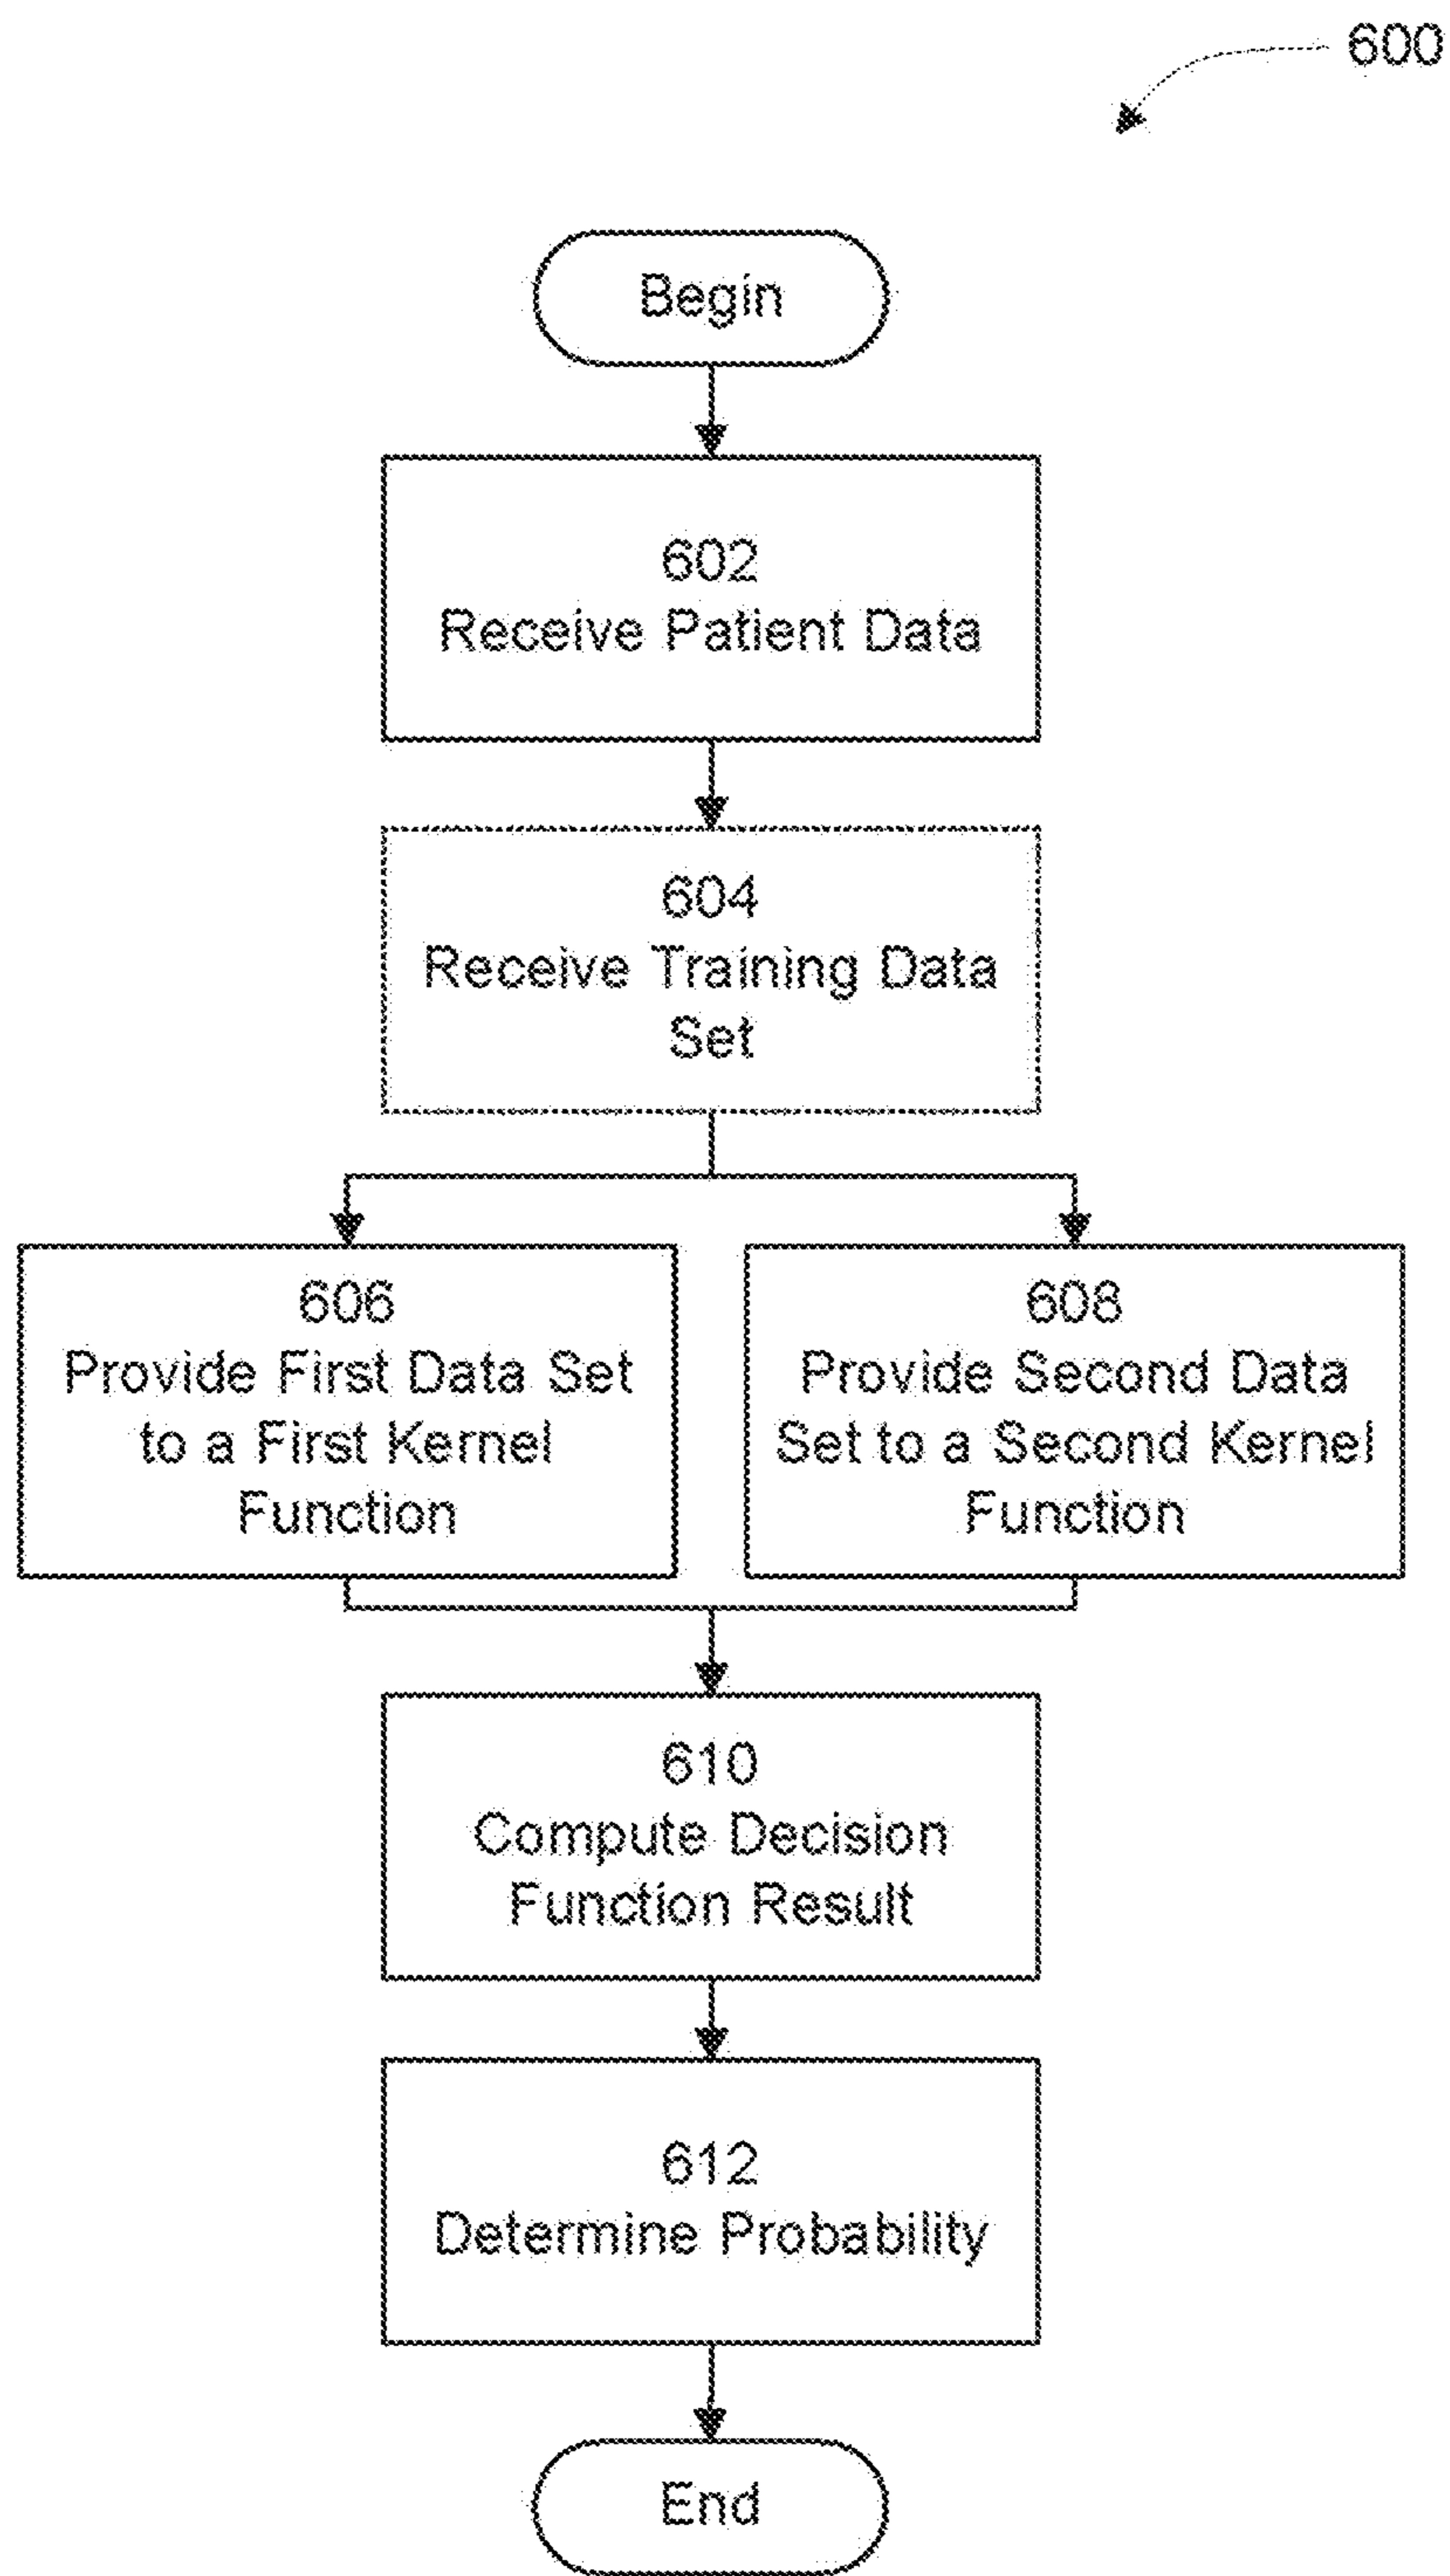 600
Begin
602
Receive Patient Data
604
Receive Training Data
Set
606
Provide First Data Set
to a First Kernel
Function
608
Provide Second Data
Set to a Second Kernel
Function
610
Compute Decision
Function Result
612
Determine Probability
End